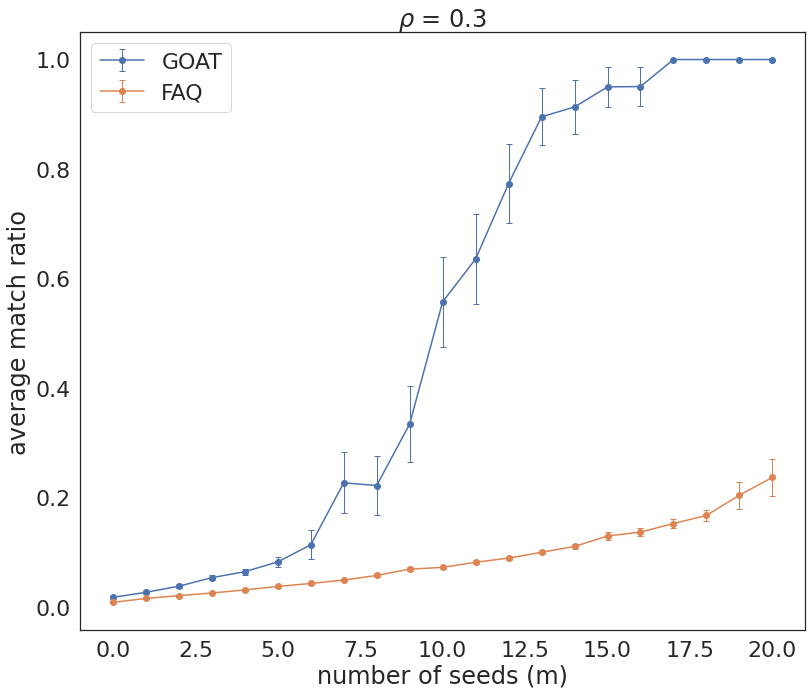 ρ = 0.3
GOAT
FAQ
average match ratio
1.0
0.8
0.6
0.4
0.2
0.0
0.0 2.5 5.0 7.5 10.0 12.5 15.0 17.5 20.0
number of seeds (m)